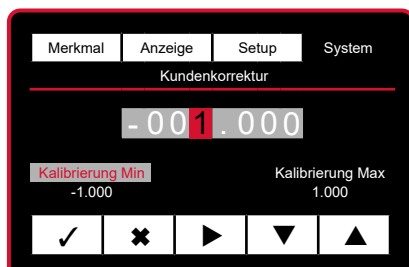 Merkmal Anzeige Setup System
Kundenkorrektur
-001.000
Kalibrierung Min Kalibrierung Max
-1.000 1.000